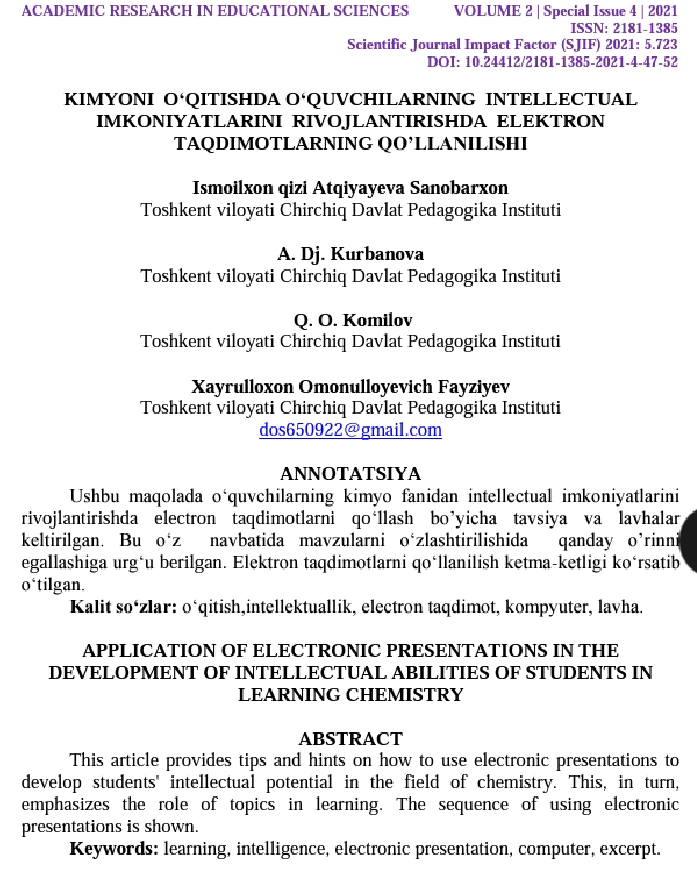 ACADEMIC RESEARCH IN EDUCATIONAL SCIENCES VOLUME 2 | Special Issue 4 | 2021
ISSN: 2181-1385
Scientific Journal Impact Factor (SJIF) 2021: 5.723
DOI: 10.24412/2181-1385-2021-4-47-52
KIMYONI O‘QITISHDA O‘QUVCHILARNING INTELLECTUAL
IMKONIYATLARINI RIVOJLANTIRISHDA ELEKTRON
TAQDIMOTLARNING QO’LLANILISHI
Ismoilxon qizi Atqiyayeva Sanobarxon
Toshkent viloyati Chirchiq Davlat Pedagogika Instituti
A. Dj. Kurbanova
Toshkent viloyati Chirchiq Davlat Pedagogika Instituti
Q. O. Komilov
Toshkent viloyati Chirchiq Davlat Pedagogika Instituti
Xayrulloxon Omonulloyevich Fayziyev
Toshkent viloyati Chirchiq Davlat Pedagogika Instituti
dos650922@gmail.com
ANNOTATSIYA
Ushbu maqolada o‘quvchilarning kimyo fanidan intellectual imkoniyatlarini
rivojlantirishda electron taqdimotlarni qo‘llash bo’yicha tavsiya va lavhalar
keltirilgan. Bu o‘z navbatida mavzularni o‘zlashtirilishida qanday o’rinni
egallashiga urg‘u berilgan. Elektron taqdimotlarni qo‘llanilish ketma-ketligi ko‘rsatib
o‘tilgan.
Kalit so‘zlar: o‘qitish,intellektuallik, electron taqdimot, kompyuter, lavha.
APPLICATION OF ELECTRONIC PRESENTATIONS IN THE
DEVELOPMENT OF INTELLECTUAL ABILITIES OF STUDENTS IN
LEARNING CHEMISTRY
ABSTRACT
This article provides tips and hints on how to use electronic presentations to
develop students' intellectual potential in the field of chemistry. This, in turn,
emphasizes the role of topics in learning. The sequence of using electronic
presentations is shown.
Keywords: learning, intelligence, electronic presentation, computer, excerpt.